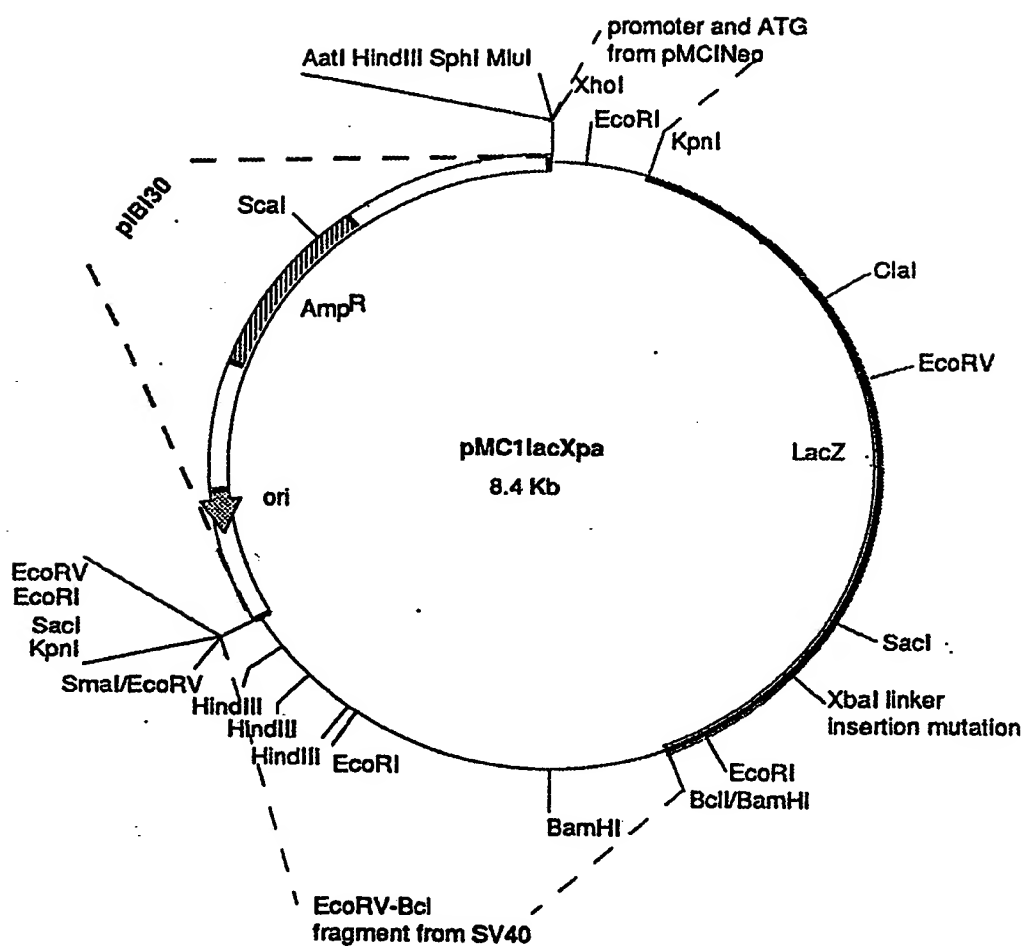 promoter and ATG
from pMCINeo
AatI HindIII SphI MluI
XhoI
EcoRI
KpnI
pIBI30
ScaI
AmpR
ClaI
EcoRV
pMC1lacXpa
8.4 Kb
LacZ
ori
EcoRV
EcoRI
SacI
KpnI
SmaI/EcoRV
HindIII
HindIII
HindIII
EcoRI
SacI
XbaI linker
insertion mutation
EcoRI
BclI/BamHI
BamHI
EcoRV-Bcl
fragment from SV40